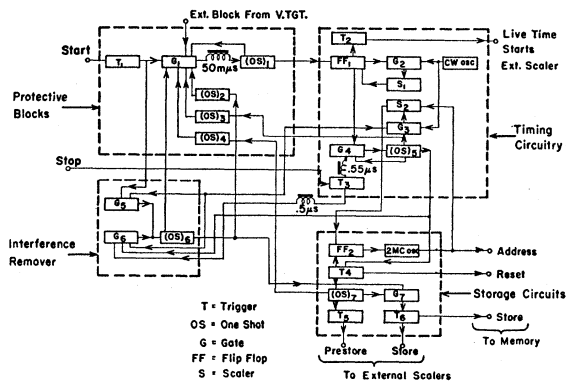 Ext. Block From V.TGT.
Start
T1
G1
50mμs
(OS)1
(OS)2
(OS)3
(OS)4
Protective
Blocks
T2
FF1
G2
CW OSC
S1
S2
G3
G4
(OS)5
.55μs
T3
Live Time
Starts
Ext. Scaler
Timing
Circuitry
Stop
.5μs
G5
G6
(OS)6
Interference
Remover
FF2
2MC OSC
T4
(OS)7
G7
T5
T6
Address
Reset
Storage Circuits
Store
To Memory
Prestore
Store
To External Scalers
T = Trigger
OS = One Shot
G = Gate
FF = Flip Flop
S = Scaler